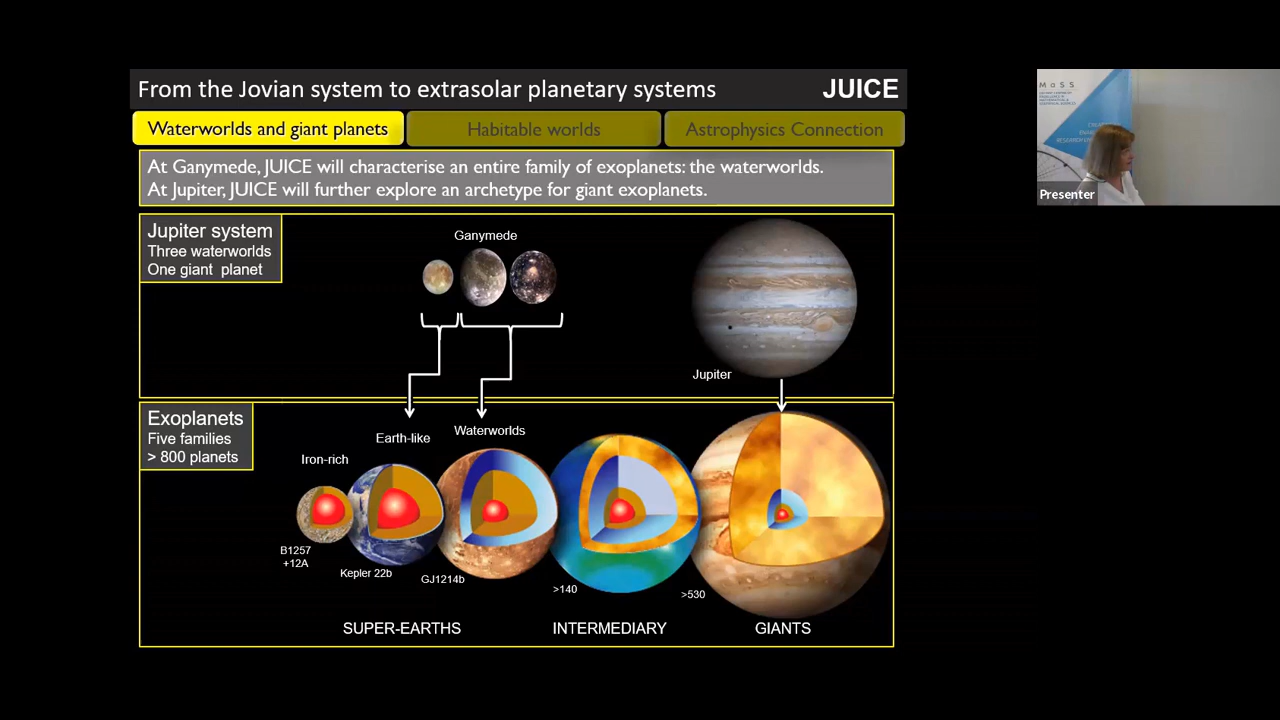 From the Jovian system to extrasolar planetary systems
JUICE
Waterworlds and giant planets
Habitable worlds
Astrophysics Connection
At Ganymede, JUICE will characterise an entire family of exoplanets: the waterworlds.
At Jupiter, JUICE will further explore an archetype for giant exoplanets.
Jupiter system
Three waterworlds
One giant planet
Ganymede
Jupiter
Exoplanets
Five families
> 800 planets
Iron-rich
Earth-like
Waterworlds
B1257
+12A
Kepler 22b
GJ1214b
>140
>530
SUPER-EARTHS
INTERMEDIARY
GIANTS
MaSS
Presenter